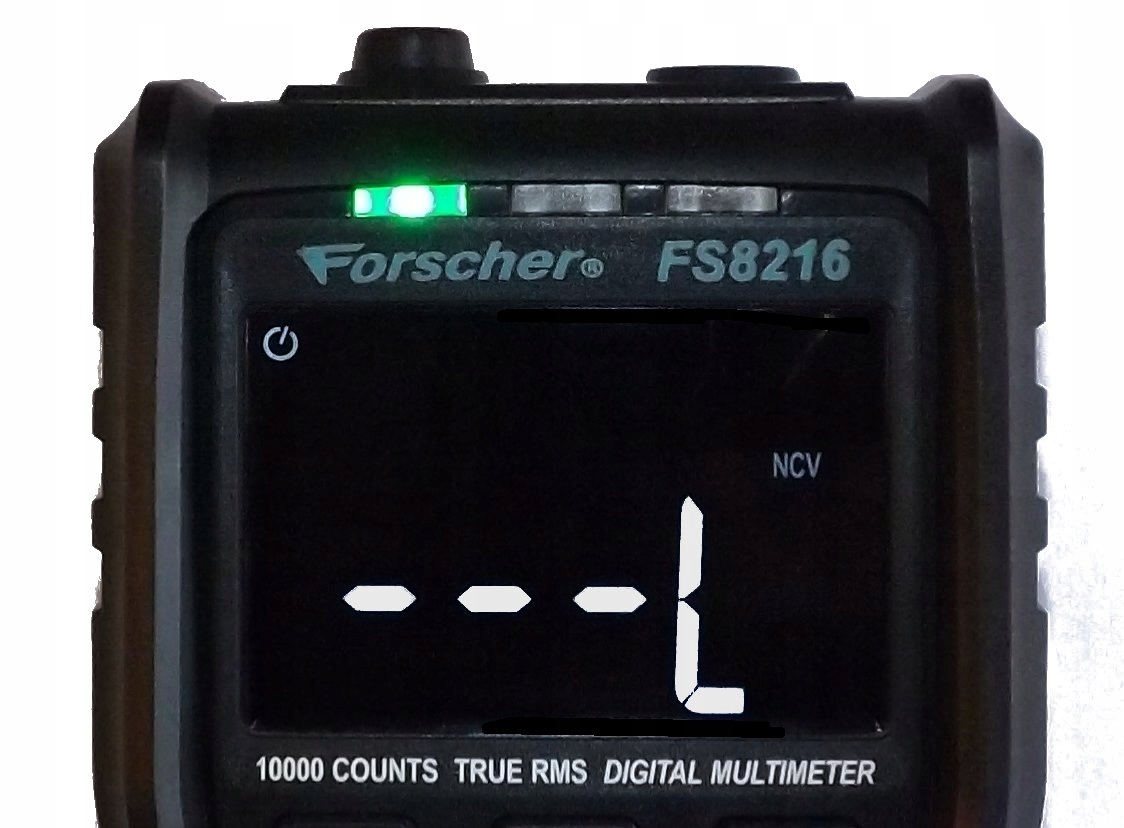 Forscher® FS8216
NCV
---L
10000 COUNTS TRUE RMS DIGITAL MULTIMETER